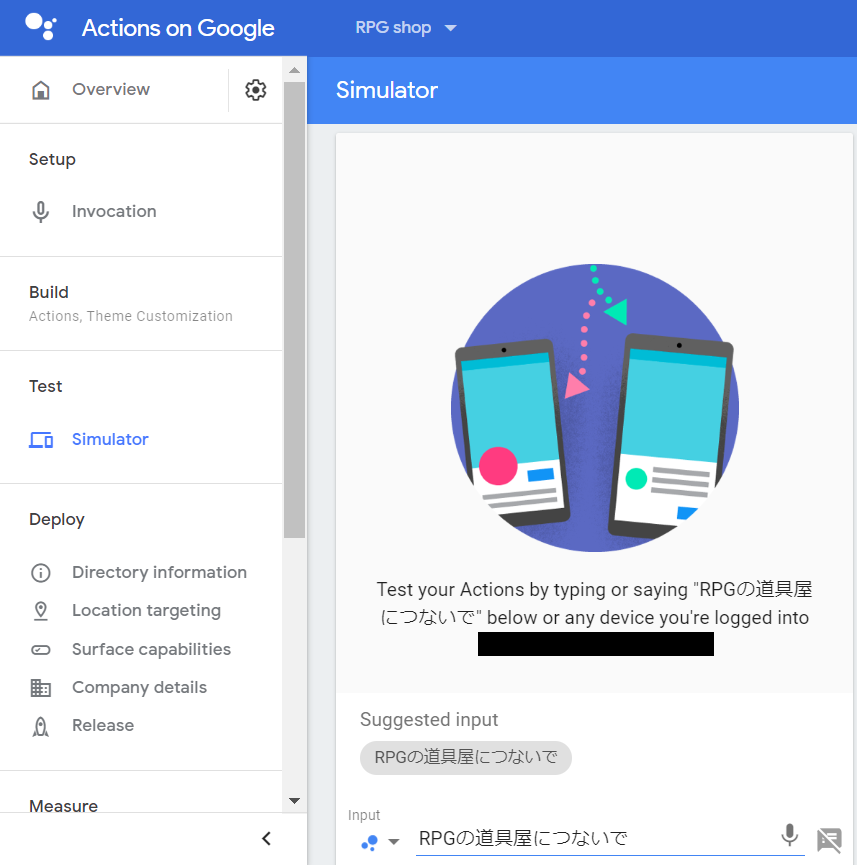 Actions on Google
RPG shop
Overview
Setup
Invocation
Build
Actions, Theme Customization
Test
Simulator
Deploy
Directory information
Location targeting
Surface capabilities
Company details
Release
Measure
Simulator
Test your Actions by typing or saying "RPGの道具屋
につないで" below or any device you're logged into
Suggested input
RPGの道具屋につないで
Input
RPGの道具屋につないで